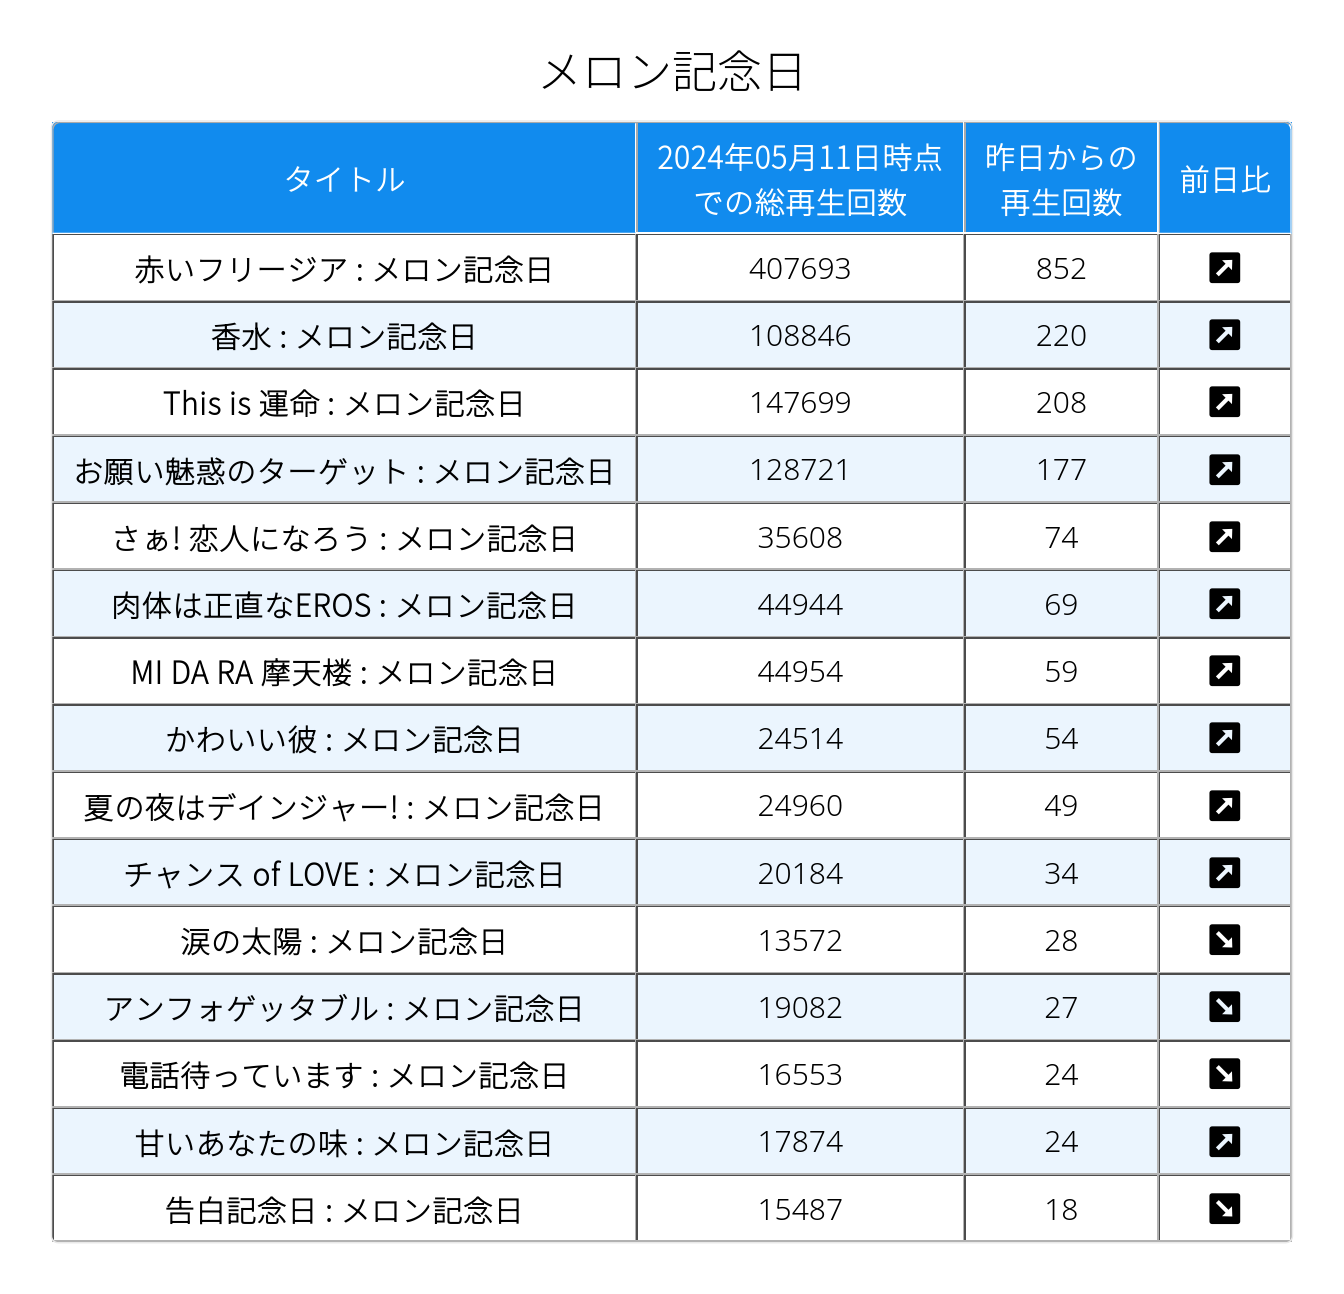 メロン記念日
タイトル 2024年05月11日時点での総再生回数 昨日からの再生回数 前日比
赤いフリージア : メロン記念日 407693 852 ↗
香水 : メロン記念日 108846 220 ↗
This is 運命 : メロン記念日 147699 208 ↗
お願い魅惑のターゲット : メロン記念日 128721 177 ↗
さぁ! 恋人になろう : メロン記念日 35608 74 ↗
肉体は正直なEROS : メロン記念日 44944 69 ↗
MI DA RA 摩天楼 : メロン記念日 44954 59 ↗
かわいい彼 : メロン記念日 24514 54 ↗
夏の夜はデインジャー! : メロン記念日 24960 49 ↗
チャンス of LOVE : メロン記念日 20184 34 ↗
涙の太陽 : メロン記念日 13572 28 ↘
アンフォゲッタブル : メロン記念日 19082 27 ↘
電話待っています : メロン記念日 16553 24 ↘
甘いあなたの味 : メロン記念日 17874 24 ↗
告白記念日 : メロン記念日 15487 18 ↘